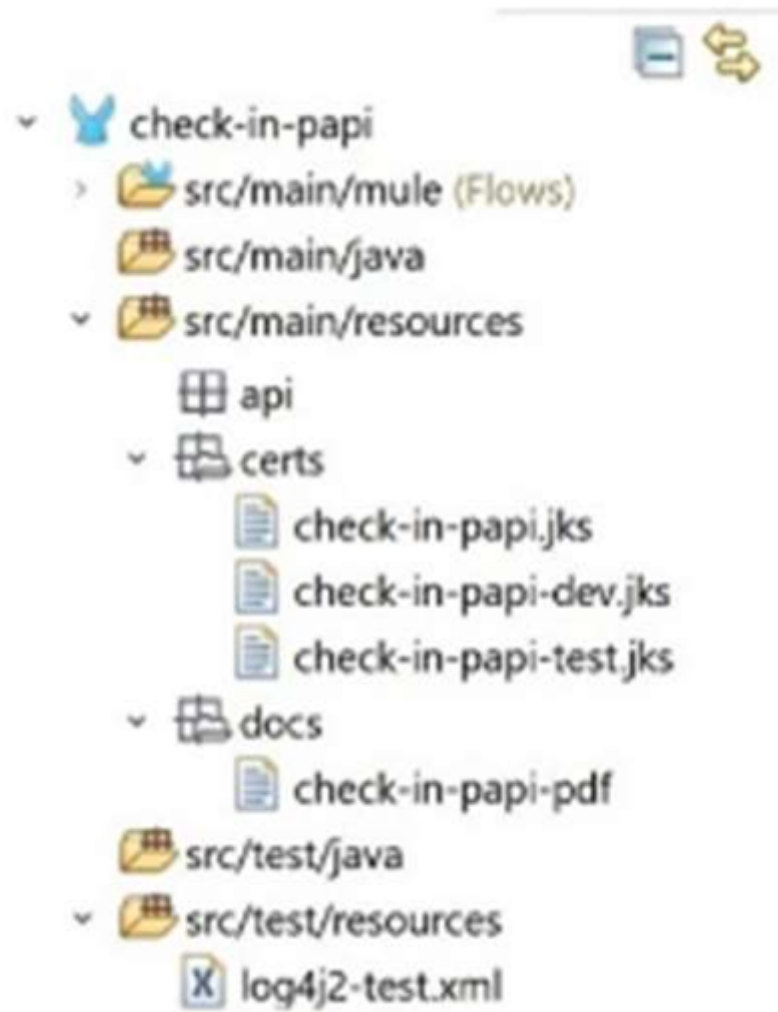 check-in-papi
src/main/mule (Flows)
src/main/java
src/main/resources
api
certs
check-in-papi.jks
check-in-papi-dev.jks
check-in-papi-test.jks
docs
check-in-papi-pdf
src/test/java
src/test/resources
log4j2-test.xml